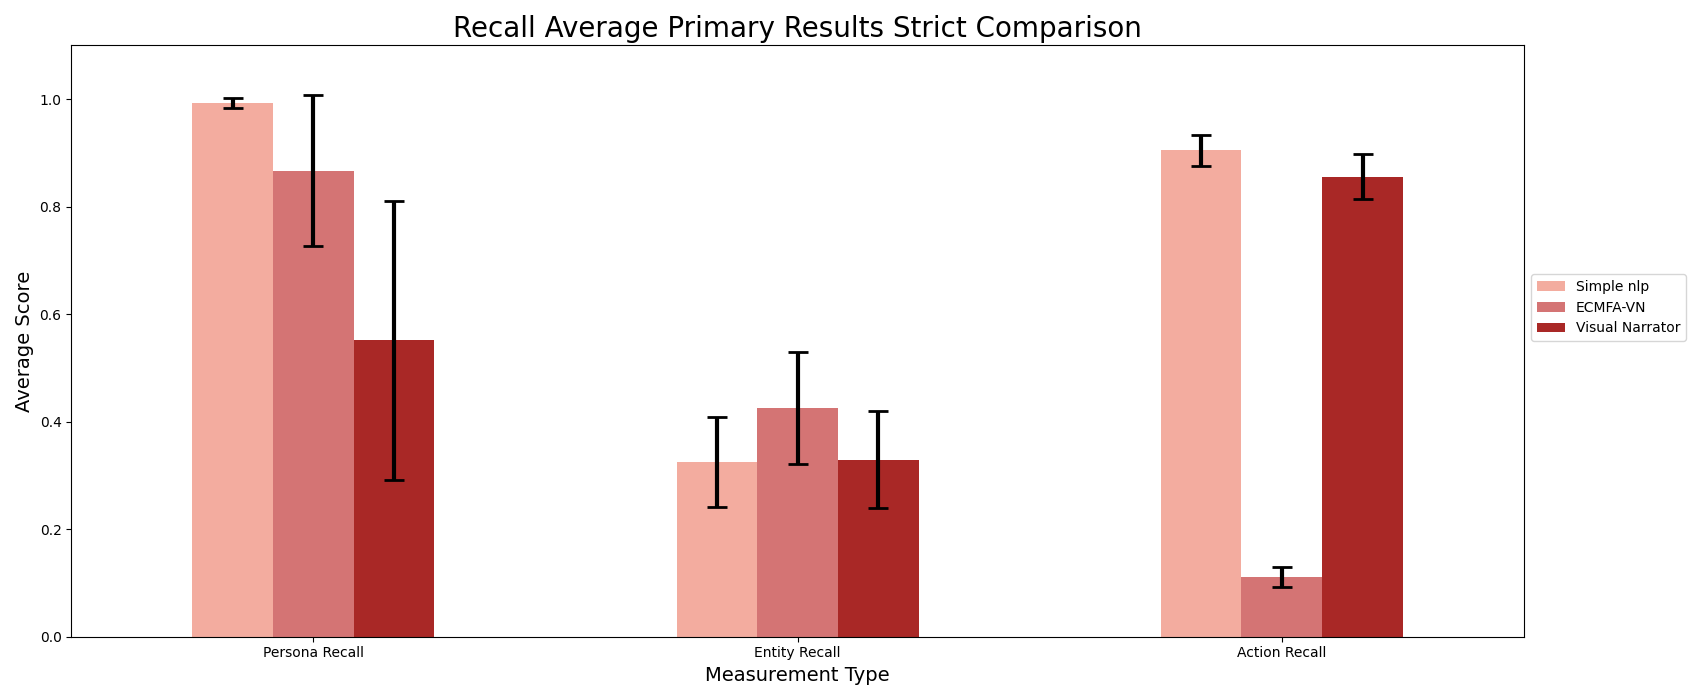 Recall Average Primary Results Strict Comparison
Average Score
1.0
0.8
0.6
0.4
0.2
0.0
Persona Recall
Entity Recall
Action Recall
Measurement Type
Simple nlp
ECMFA-VN
Visual Narrator